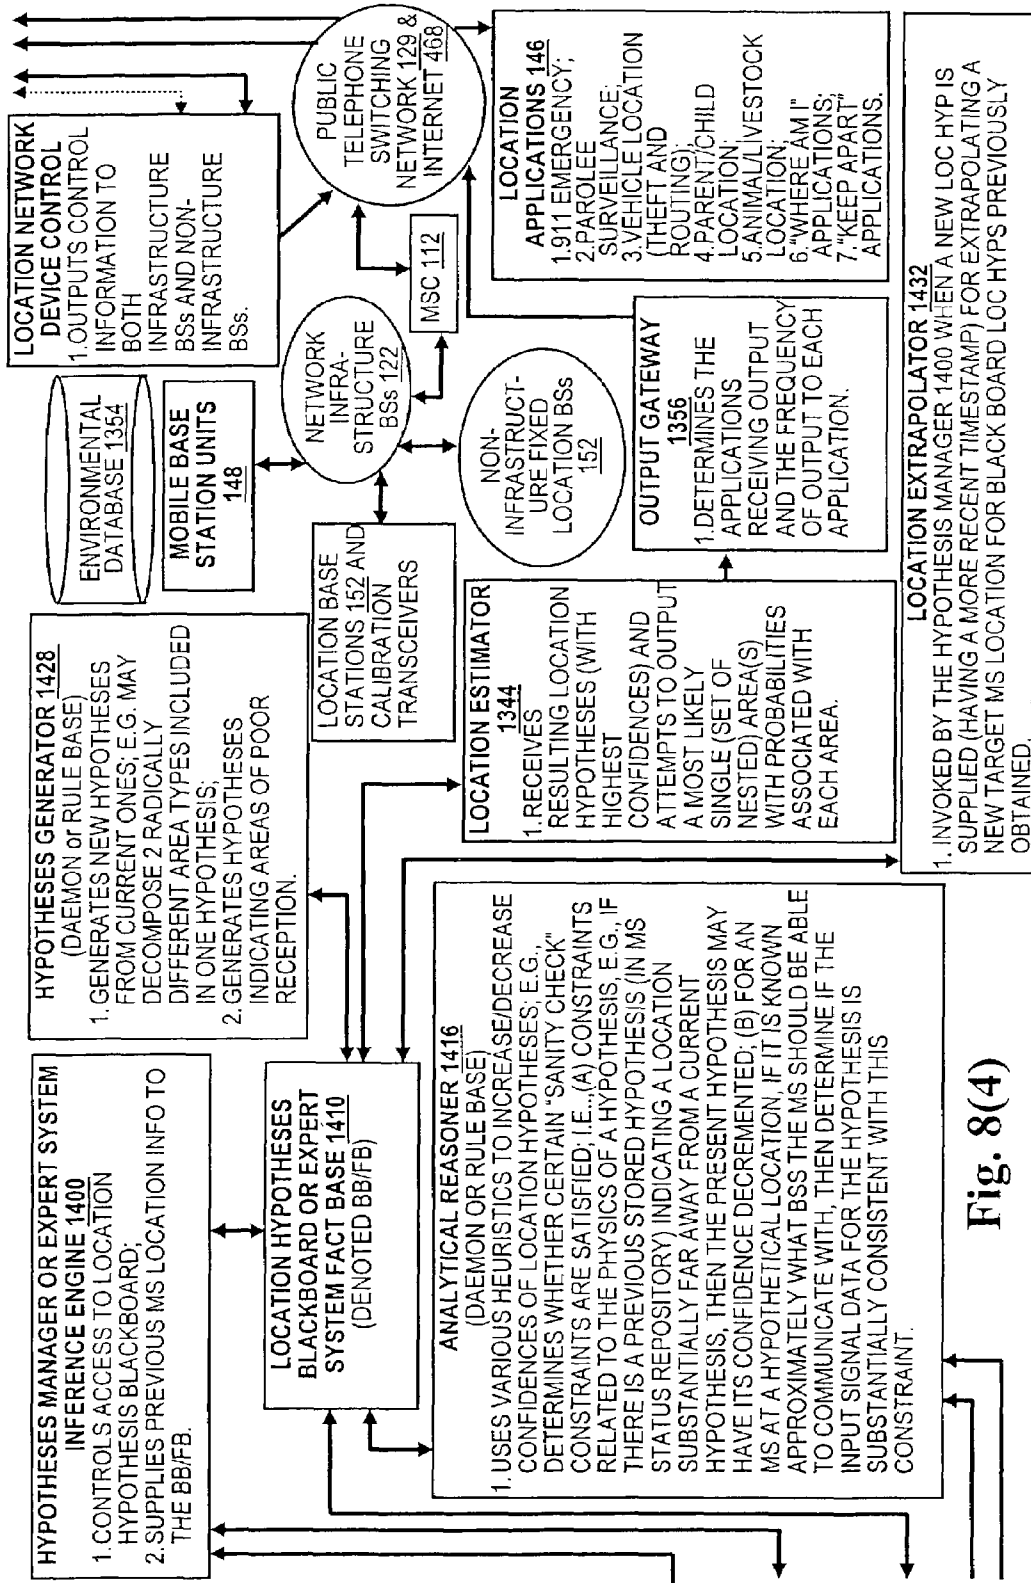 HYPOTHESES MANAGER OR EXPERT SYSTEM
INFERENCE ENGINE 1400
1. CONTROLS ACCESS TO LOCATION
HYPOTHESIS BLACKBOARD;
2. SUPPLIES PREVIOUS MS LOCATION INFO TO
THE BB/FB.
HYPOTHESES GENERATOR 1428
(DAEMON or RULE BASE)
1. GENERATES NEW HYPOTHESES
FROM CURRENT ONES; E.G. MAY
DECOMPOSE 2 RADICALLY
DIFFERENT AREA TYPES INCLUDED
IN ONE HYPOTHESIS;
2. GENERATES HYPOTHESES
INDICATING AREAS OF POOR
RECEPTION.
ENVIRONMENTAL
DATABASE 1354
MOBILE BASE
STATION UNITS
148
LOCATION NETWORK
DEVICE CONTROL
1. OUTPUTS CONTROL
INFORMATION TO
BOTH
INFRASTRUCTURE
BSs AND NON-
INFRASTRUCTURE
BSs.
LOCATION HYPOTHESES
BLACKBOARD OR EXPERT
SYSTEM FACT BASE 1410
(DENOTED BB/FB)
LOCATION BASE
STATIONS 152 AND
CALIBRATION
TRANSCEIVERS
NETWORK
INFRA-
STRUCTURE
BSs 122
MSC 112
PUBLIC
TELEPHONE
SWITCHING
NETWORK 129 &
INTERNET 468
NON-
INFRASTRUCT-
URE FIXED
LOCATION BSs
152
ANALYTICAL REASONER 1416
(DAEMON OR RULE BASE)
1. USES VARIOUS HEURISTICS TO INCREASE/DECREASE
CONFIDENCES OF LOCATION HYPOTHESES; E.G.,
DETERMINES WHETHER CERTAIN "SANITY CHECK"
CONSTRAINTS ARE SATISFIED; I.E.,(A) CONSTRAINTS
RELATED TO THE PHYSICS OF A HYPOTHESIS, E.G., IF
THERE IS A PREVIOUS STORED HYPOTHESIS (IN MS
STATUS REPOSITORY) INDICATING A LOCATION
SUBSTANTIALLY FAR AWAY FROM A CURRENT
HYPOTHESIS, THEN THE PRESENT HYPOTHESIS MAY
HAVE ITS CONFIDENCE DECREMENTED; (B) FOR AN
MS AT A HYPOTHETICAL LOCATION, IF IT IS KNOWN
APPROXIMATELY WHAT BSS THE MS SHOULD BE ABLE
TO COMMUNICATE WITH, THEN DETERMINE IF THE
INPUT SIGNAL DATA FOR THE HYPOTHESIS IS
SUBSTANTIALLY CONSISTENT WITH THIS
CONSTRAINT.
LOCATION ESTIMATOR
1344
1. RECEIVES
RESULTING LOCATION
HYPOTHESES (WITH
HIGHEST
CONFIDENCES) AND
ATTEMPTS TO OUTPUT
A MOST LIKELY
SINGLE (SET OF
NESTED) AREA(S)
WITH PROBABILITIES
ASSOCIATED WITH
EACH AREA.
OUTPUT GATEWAY
1356
1. DETERMINES THE
APPLICATIONS
RECEIVING OUTPUT
AND THE FREQUENCY
OF OUTPUT TO EACH
APPLICATION.
LOCATION
APPLICATIONS 146
1. 911 EMERGENCY;
2. PAROLEE
SURVEILLANCE;
3. VEHICLE LOCATION
(THEFT AND
ROUTING);
4. PARENT/CHILD
LOCATION;
5. ANIMAL/LIVESTOCK
LOCATION;
6. "WHERE AM I"
APPLICATIONS;
7. "KEEP APART"
APPLICATIONS.
LOCATION EXTRAPOLATOR 1432
1. INVOKED BY THE HYPOTHESIS MANAGER 1400 WHEN A NEW LOC HYP IS
SUPPLIED (HAVING A MORE RECENT TIMESTAMP) FOR EXTRAPOLATING A
NEW TARGET MS LOCATION FOR BLACK BOARD LOC HYPS PREVIOUSLY
OBTAINED.
Fig. 8(4)